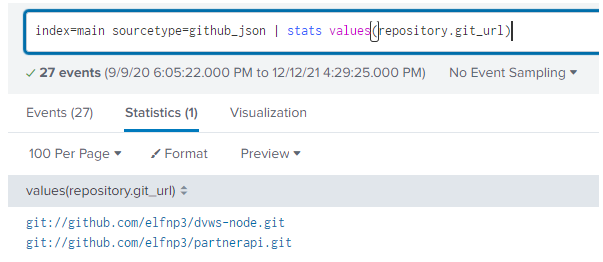 index=main sourcetype=github_json | stats values(repository.git_url)
✓ 27 events (9/9/20 6:05:22.000 PM to 12/12/21 4:29:25.000 PM) No Event Sampling ▾
Events (27) Statistics (1) Visualization
100 Per Page ▾ Format Preview ▾
values(repository.git_url)
git://github.com/elfnp3/dvws-node.git
git://github.com/elfnp3/partnerapi.git